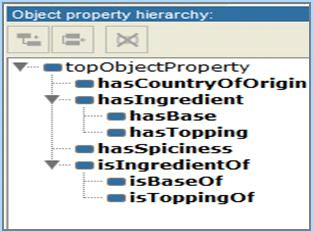 Object property hierarchy:
topObjectProperty
hasCountryOfOrigin
hasIngredient
hasBase
hasTopping
hasSpiciness
isIngredientOf
isBaseOf
isToppingOf